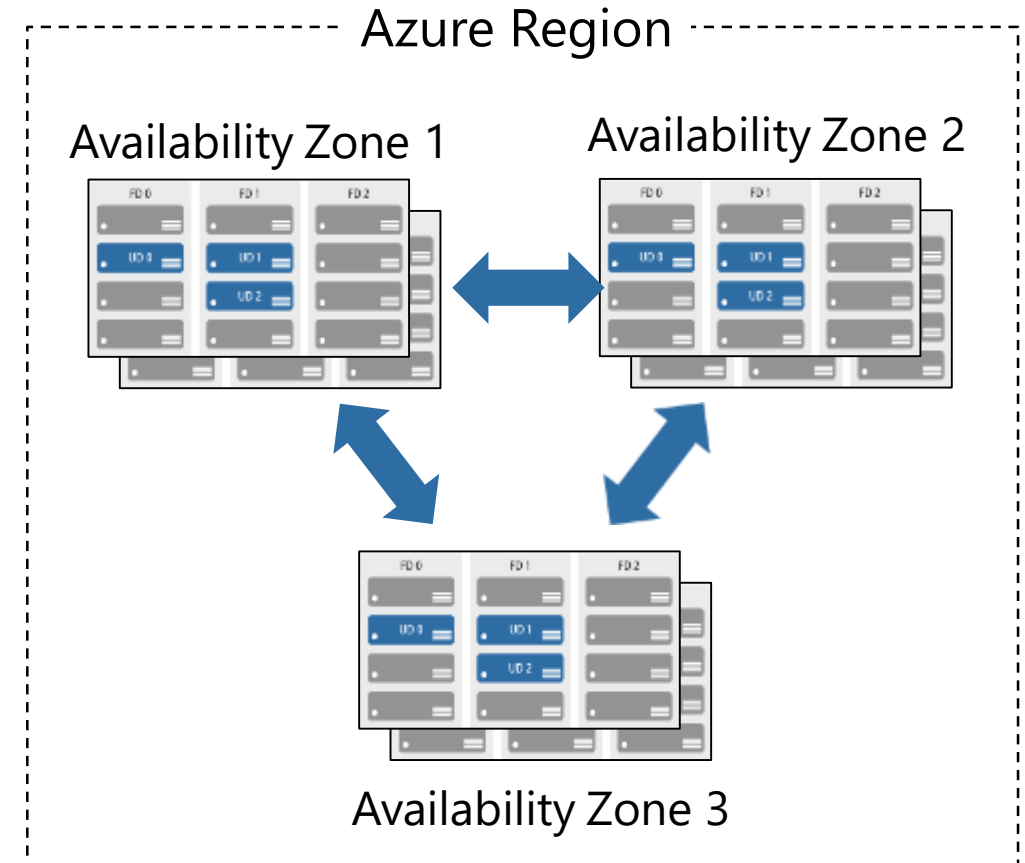 Azure Region
Availability Zone 1
Availability Zone 2
FD 0 FD 1 FD 2
UD 0 UD 1
UD 2
FD 0 FD 1 FD 2
UD 0 UD 1
UD 2
FD 0 FD 1 FD 2
UD 0 UD 1
UD 2
Availability Zone 3